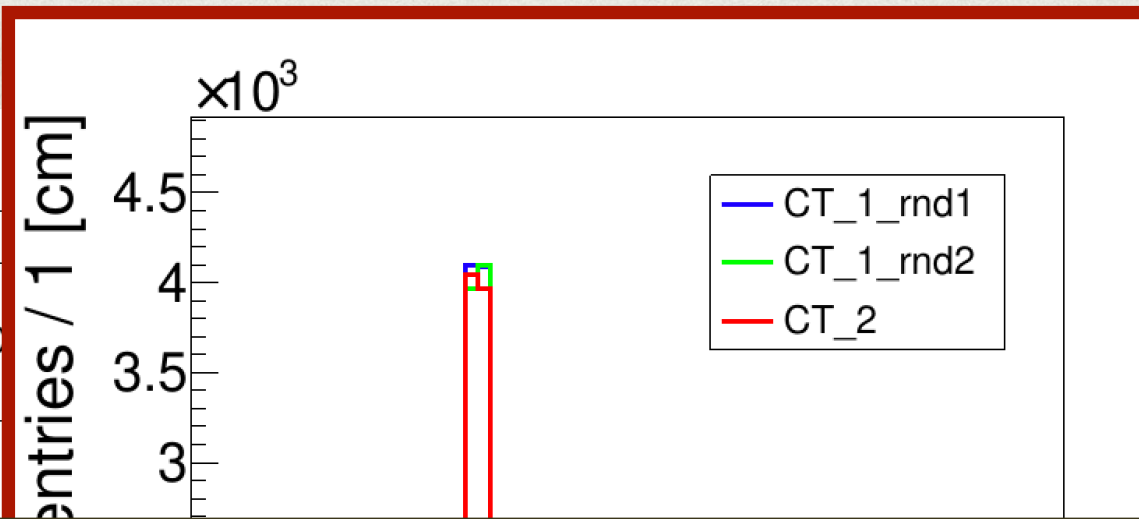 ×10³
entries / 1 [cm]
4.5
4
3.5
3
CT_1_rnd1
CT_1_rnd2
CT_2